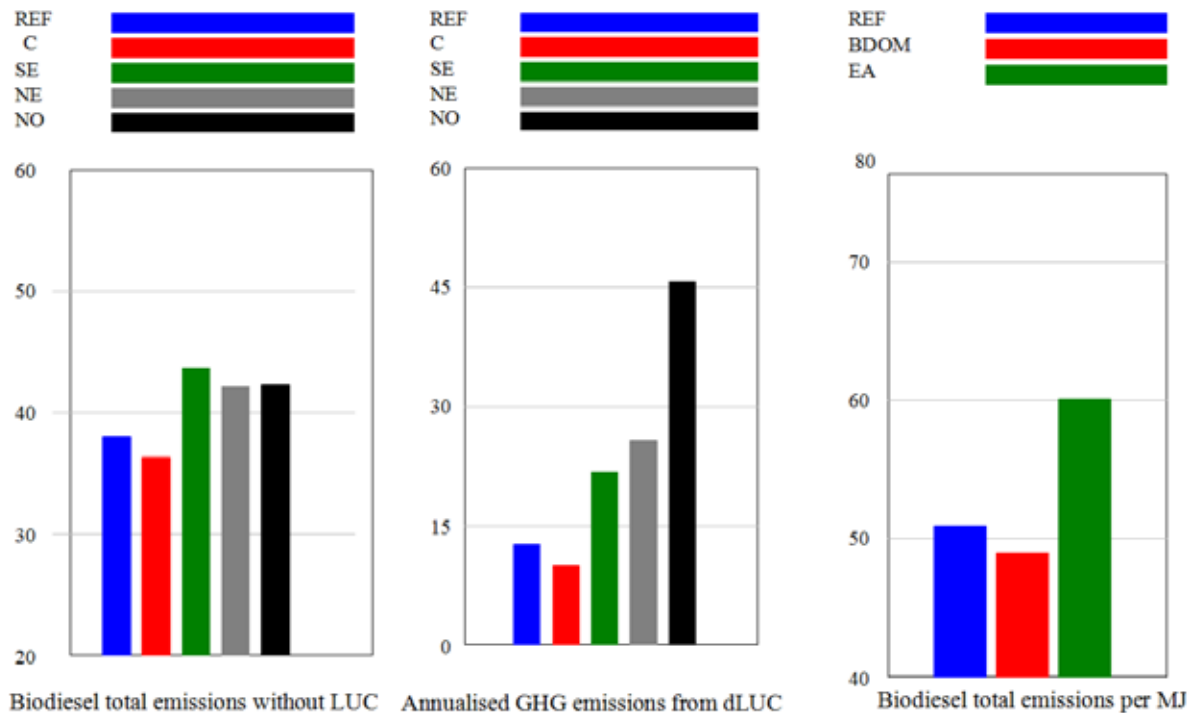 REF
C
SE
NE
NO
60
50
40
30
20
Biodiesel total emissions without LUC
REF
C
SE
NE
NO
60
45
30
15
0
Annualised GHG emissions from dLUC
REF
BDOM
EA
80
70
60
50
40
Biodiesel total emissions per MJ